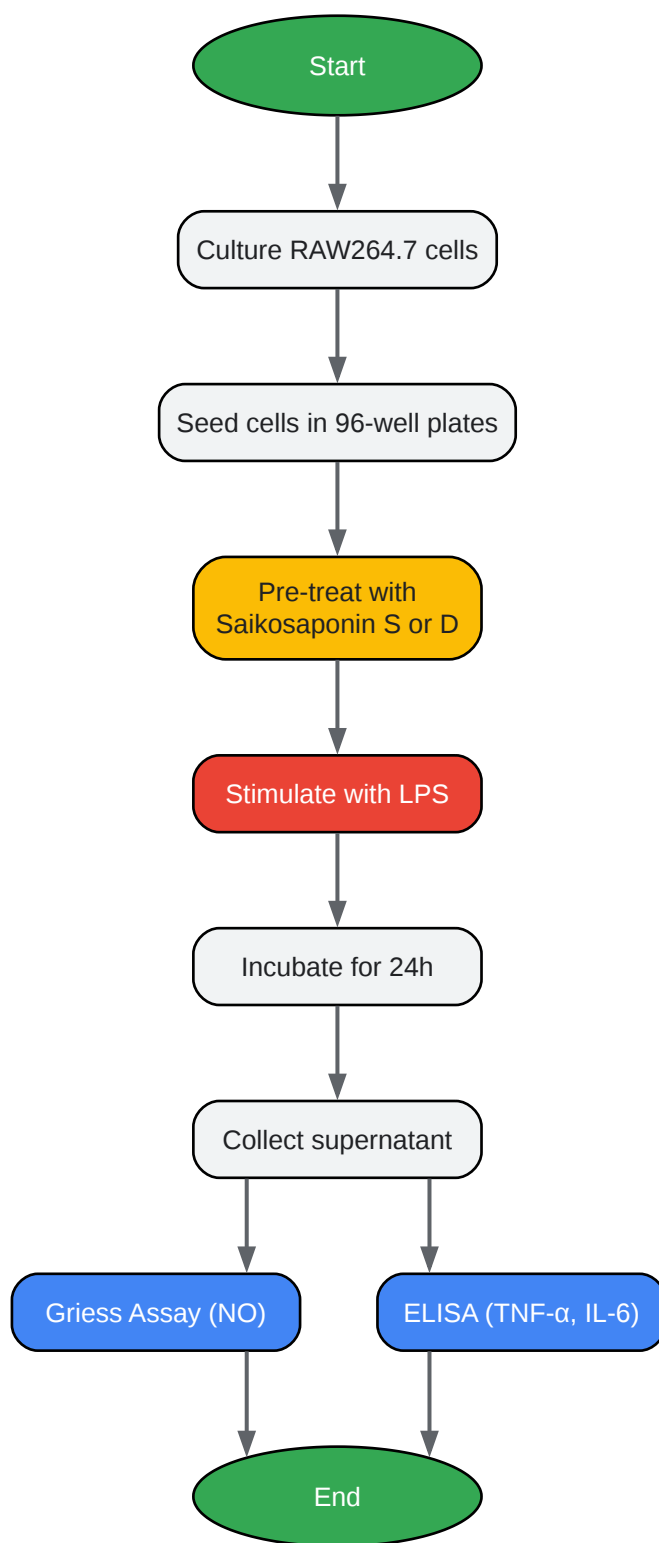 Start
Culture RAW264.7 cells
Seed cells in 96-well plates
Pre-treat with
Saikosaponin S or D
Stimulate with LPS
Incubate for 24h
Collect supernatant
Griess Assay (NO)
ELISA (TNF-α, IL-6)
End